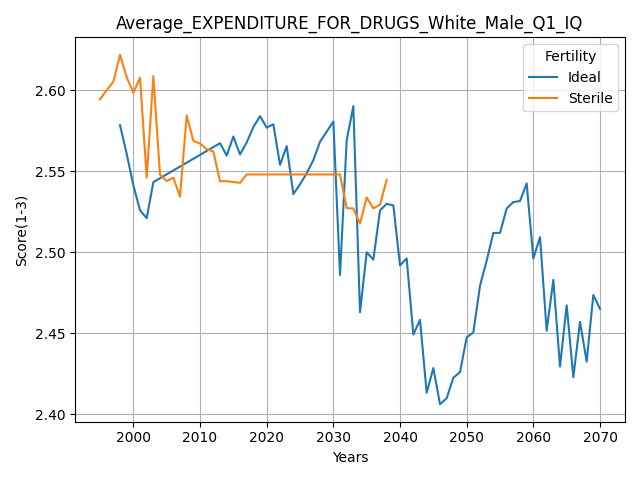 Average_EXPENDITURE_FOR_DRUGS_White_Male_Q1_IQ
Fertility
Ideal
Sterile
Score(1-3)
2.60
2.55
2.50
2.45
2.40
2000 2010 2020 2030 2040 2050 2060 2070
Years